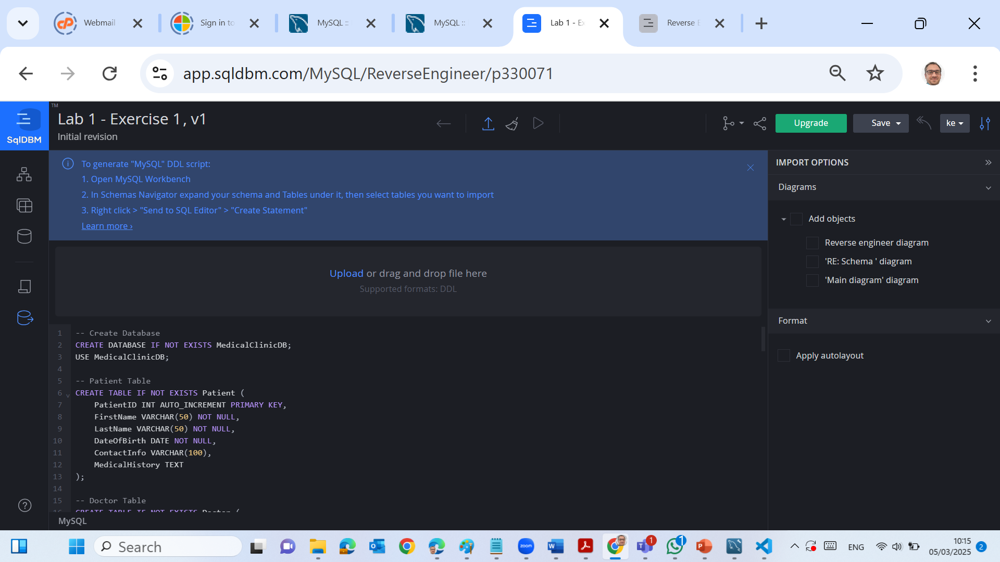 Webmail
Sign in to
MySQL ::
MySQL ::
Lab 1 - Ex
Reverse E
app.sqldbm.com/MySQL/ReverseEngineer/p330071
TM
SqlDBM
Lab 1 - Exercise 1, v1
Initial revision
Upgrade
Save
ke
To generate "MySQL" DDL script:
1. Open MySQL Workbench
2. In Schemas Navigator expand your schema and Tables under it, then select tables you want to import
3. Right click > "Send to SQL Editor" > "Create Statement"
Learn more ›
Upload or drag and drop file here
Supported formats: DDL
1 -- Create Database
2 CREATE DATABASE IF NOT EXISTS MedicalClinicDB;
3 USE MedicalClinicDB;
4
5 -- Patient Table
6 CREATE TABLE IF NOT EXISTS Patient (
7 PatientID INT AUTO_INCREMENT PRIMARY KEY,
8 FirstName VARCHAR(50) NOT NULL,
9 LastName VARCHAR(50) NOT NULL,
10 DateOfBirth DATE NOT NULL,
11 ContactInfo VARCHAR(100),
12 MedicalHistory TEXT
13 );
14
15 -- Doctor Table
16 CREATE TABLE IF NOT EXISTS Doctor (
MySQL
IMPORT OPTIONS
Diagrams
Add objects
Reverse engineer diagram
'RE: Schema ' diagram
'Main diagram' diagram
Format
Apply autolayout
Search
zoom
1
1
ENG
10:15
05/03/2025
2